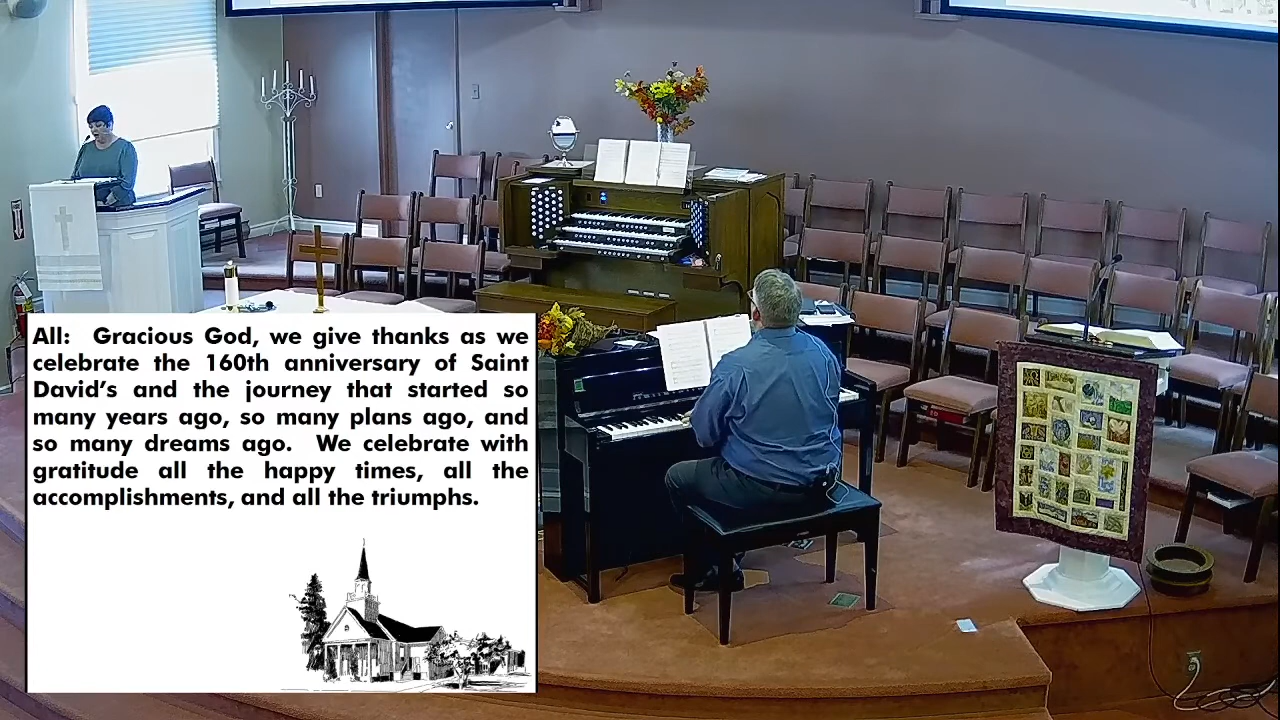 All: Gracious God, we give thanks as we
celebrate the 160th anniversary of Saint
David's and the journey that started so
many years ago, so many plans ago, and
so many dreams ago. We celebrate with
gratitude all the happy times, all the
accomplishments, and all the triumphs.